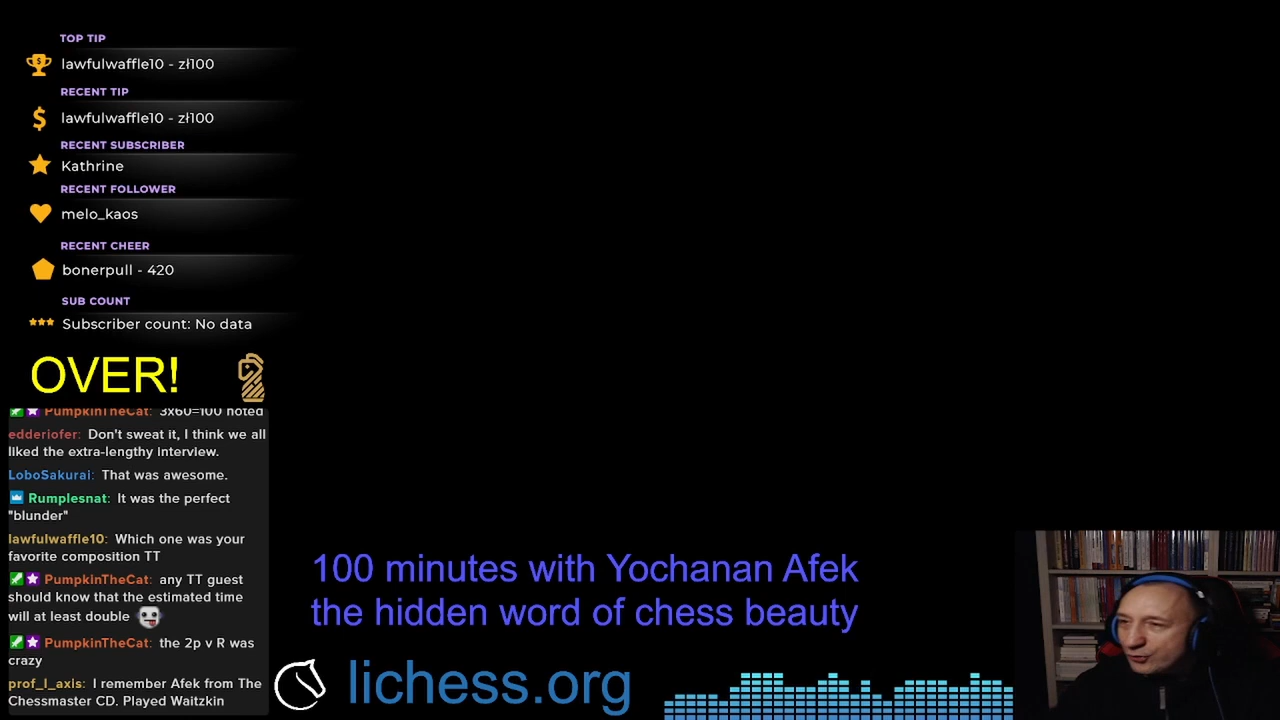 TOP TIP
lawfulwaffle10 - zł100
RECENT TIP
lawfulwaffle10 - zł100
RECENT SUBSCRIBER
Kathrine
RECENT FOLLOWER
melo_kaos
RECENT CHEER
bonerpull - 420
SUB COUNT
Subscriber count: No data
OVER!
PumpkinTheCat: 3x60=100 noted
edderiofer: Don't sweat it, I think we all
liked the extra-lengthy interview.
LoboSakurai: That was awesome.
Rumplesnat: It was the perfect
"blunder"
lawfulwaffle10: Which one was your
favorite composition TT
PumpkinTheCat: any TT guest
should know that the estimated time
will at least double
PumpkinTheCat: the 2p v R was
crazy
prof_l_axis: I remember Afek from The
Chessmaster CD. Played Waitzkin
100 minutes with Yochanan Afek
the hidden word of chess beauty
lichess.org